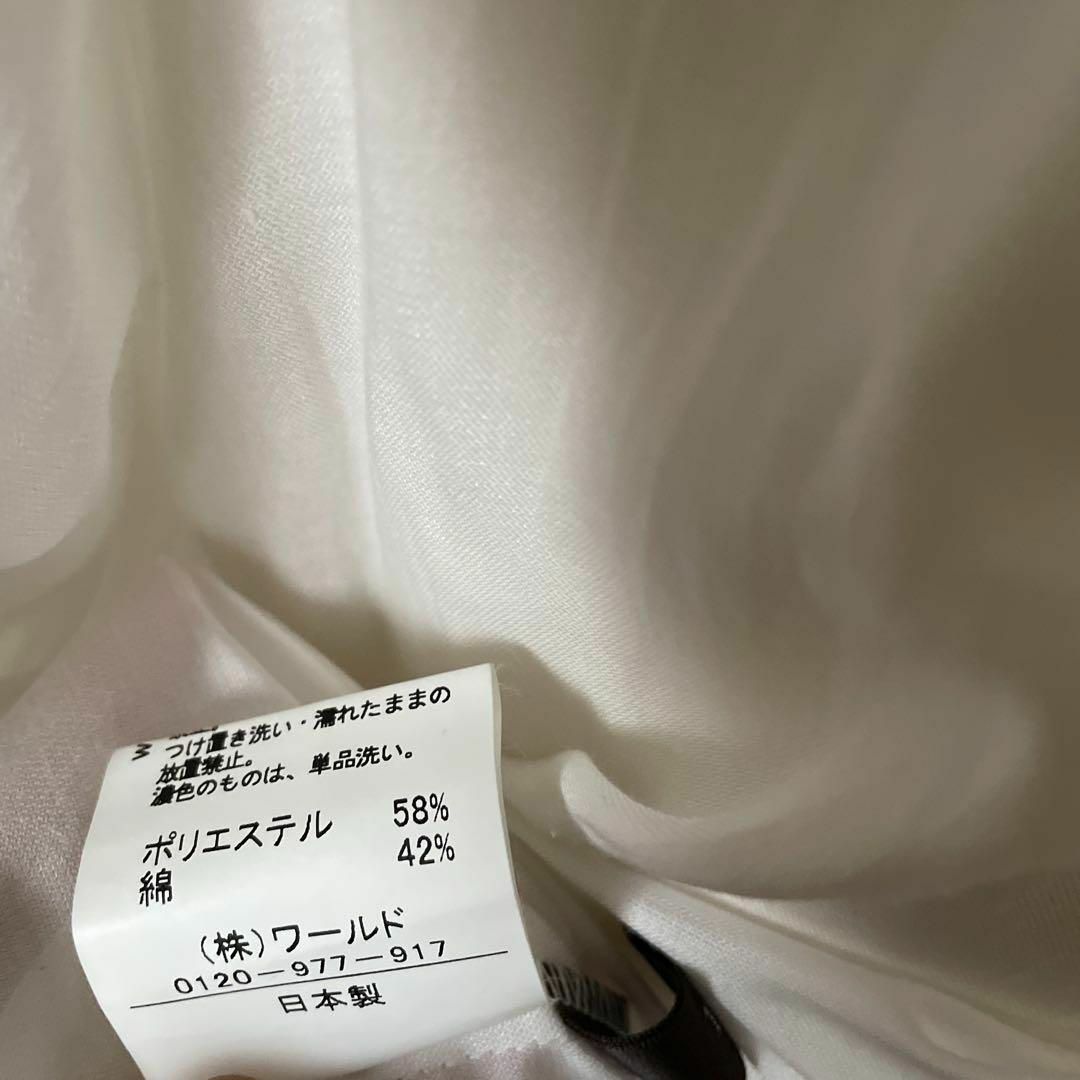 W
つけ置き洗い・濡れたままの
放置禁止。
濃色のものは、単品洗い。
ポリエステル 58%
綿 42%
(株)ワールド
0120-977-917
日本製